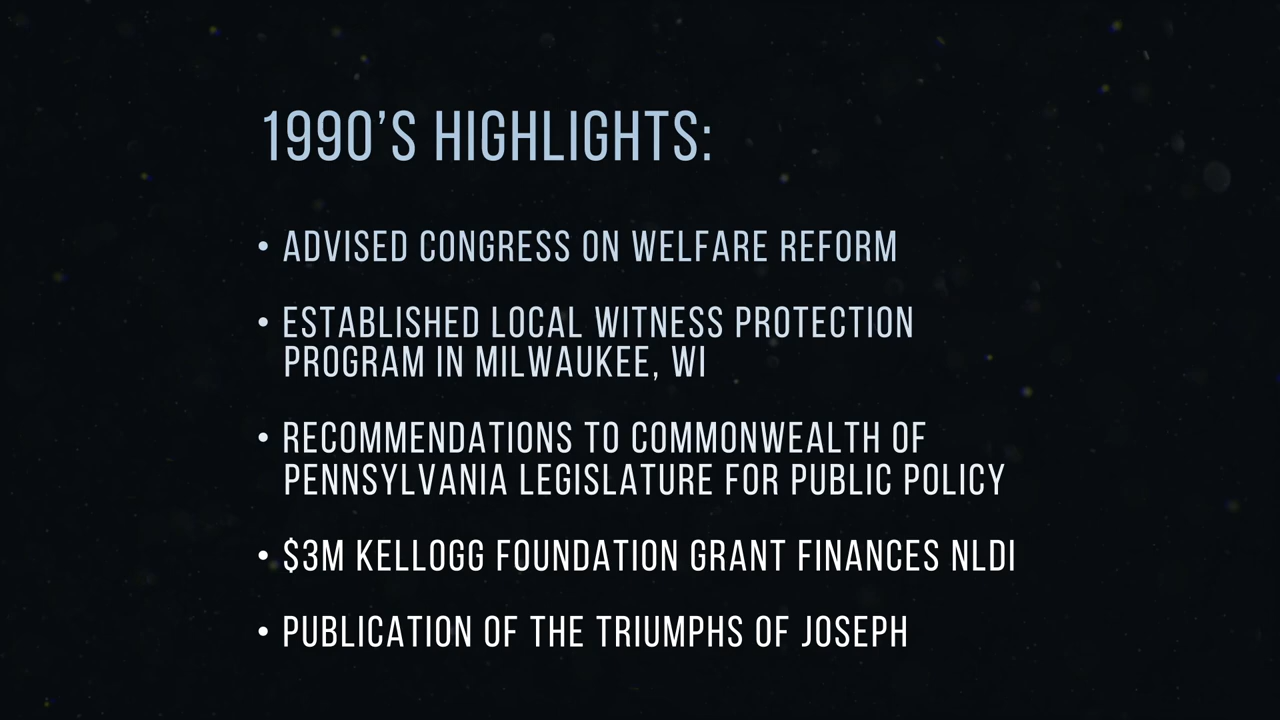 1990’S HIGHLIGHTS:
• ADVISED CONGRESS ON WELFARE REFORM
• ESTABLISHED LOCAL WITNESS PROTECTION
PROGRAM IN MILWAUKEE, WI
• RECOMMENDATIONS TO COMMONWEALTH OF
PENNSYLVANIA LEGISLATURE FOR PUBLIC POLICY
• $3M KELLOGG FOUNDATION GRANT FINANCES NLDI
• PUBLICATION OF THE TRIUMPHS OF JOSEPH